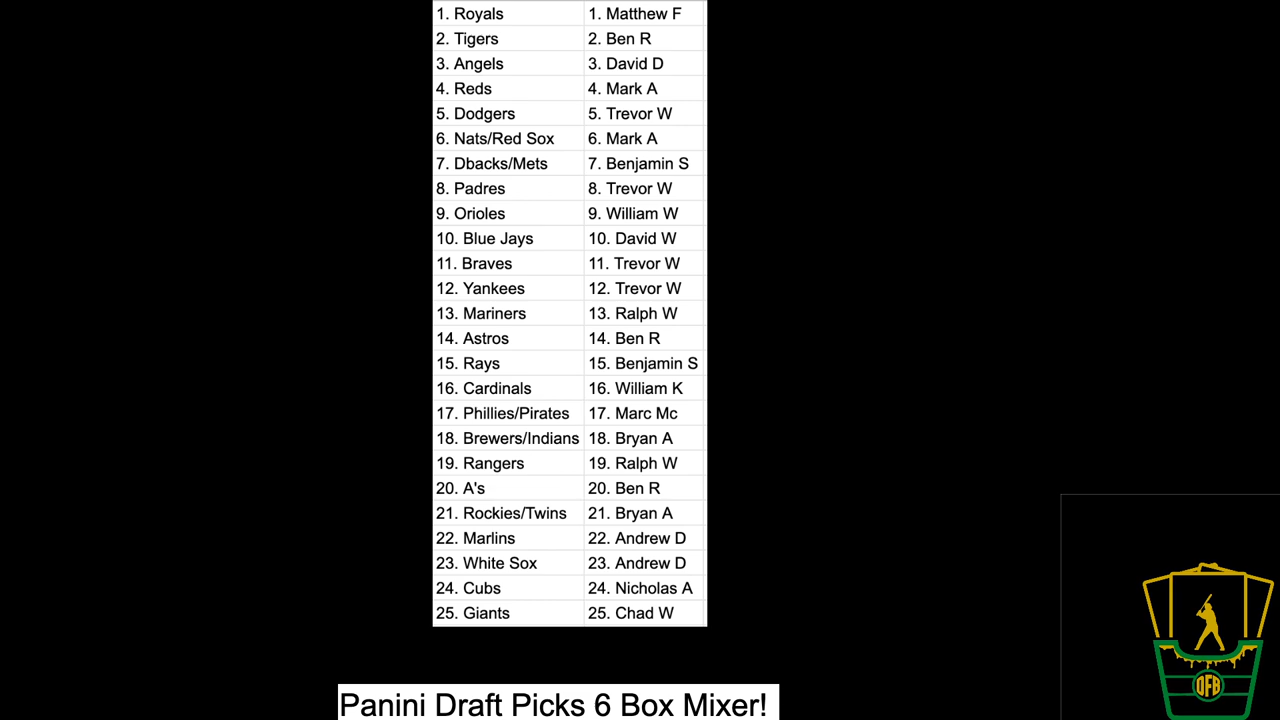 1. Royals 1. Matthew F
2. Tigers 2. Ben R
3. Angels 3. David D
4. Reds 4. Mark A
5. Dodgers 5. Trevor W
6. Nats/Red Sox 6. Mark A
7. Dbacks/Mets 7. Benjamin S
8. Padres 8. Trevor W
9. Orioles 9. William W
10. Blue Jays 10. David W
11. Braves 11. Trevor W
12. Yankees 12. Trevor W
13. Mariners 13. Ralph W
14. Astros 14. Ben R
15. Rays 15. Benjamin S
16. Cardinals 16. William K
17. Phillies/Pirates 17. Marc Mc
18. Brewers/Indians 18. Bryan A
19. Rangers 19. Ralph W
20. A's 20. Ben R
21. Rockies/Twins 21. Bryan A
22. Marlins 22. Andrew D
23. White Sox 23. Andrew D
24. Cubs 24. Nicholas A
25. Giants 25. Chad W
Panini Draft Picks 6 Box Mixer!
OFB